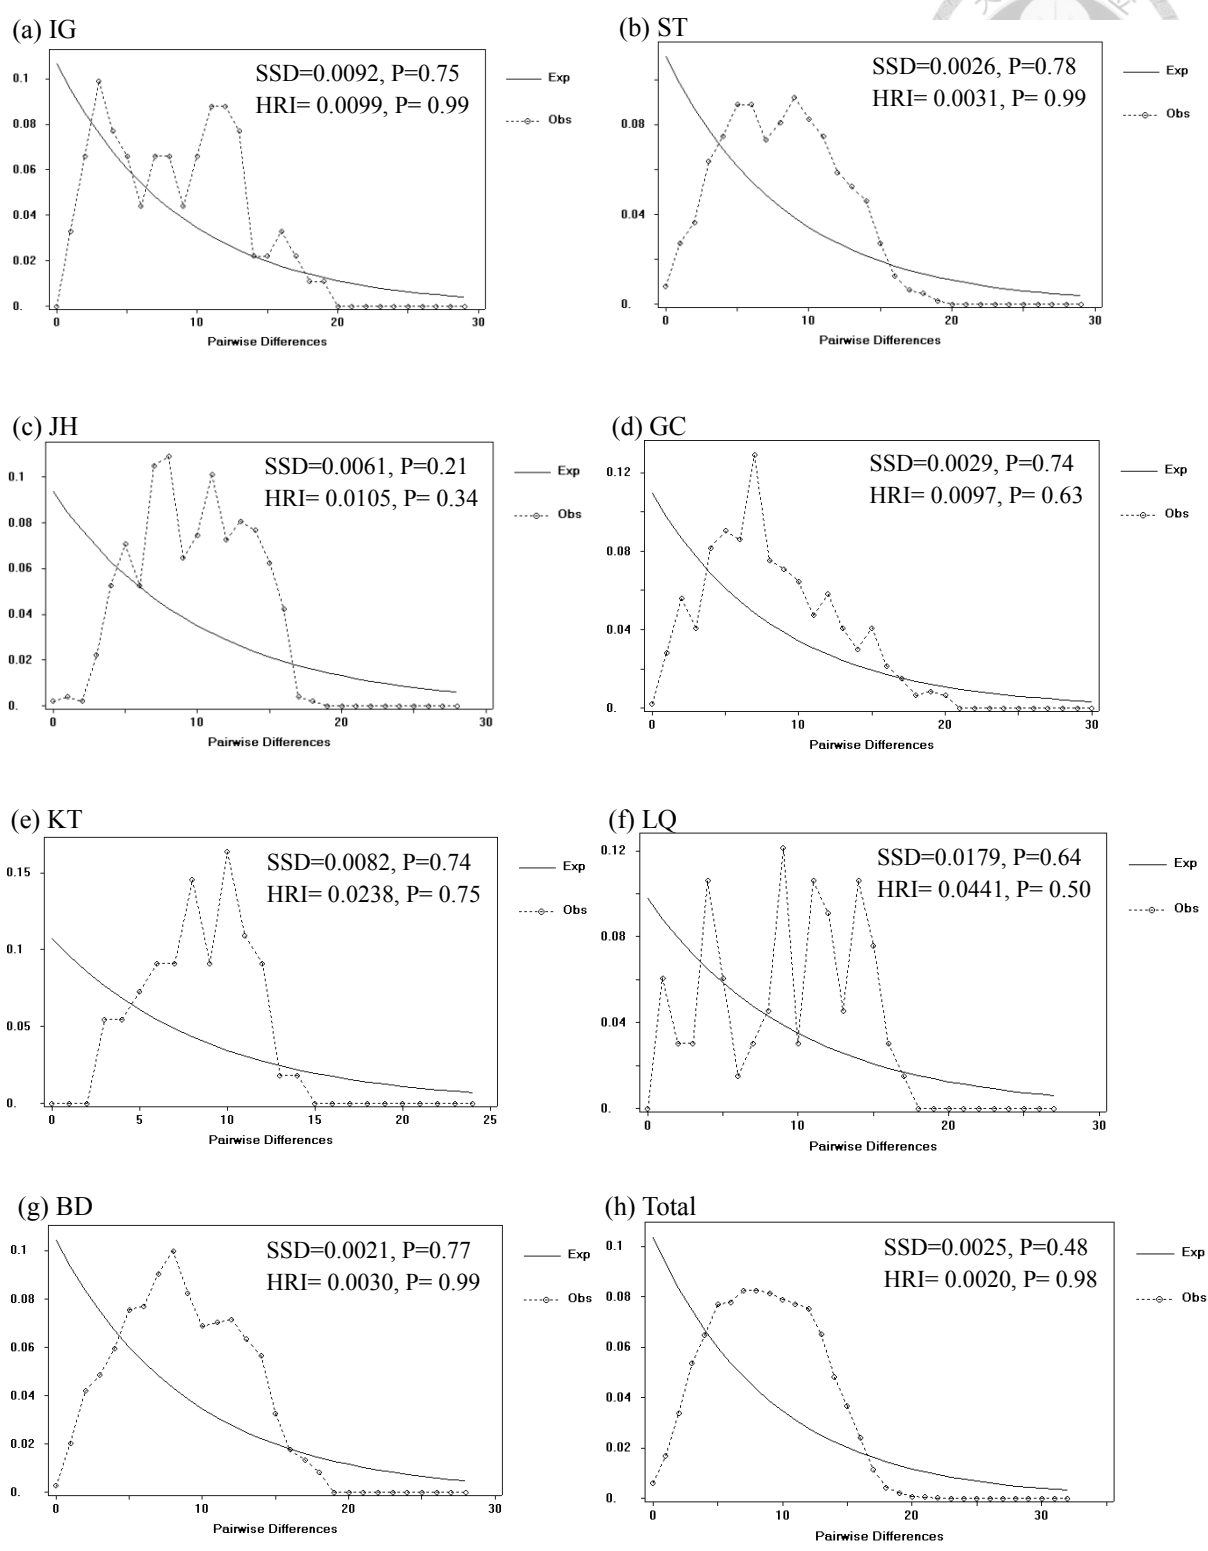 (a) IG
SSD=0.0092, P=0.75
HRI= 0.0099, P= 0.99
Exp
Obs
0.1
0.08
0.06
0.04
0.02
0.
0 10 20 30
Pairwise Differences
(b) ST
SSD=0.0026, P=0.78
HRI= 0.0031, P= 0.99
Exp
Obs
0.08
0.04
0.
0 10 20 30
Pairwise Differences
(c) JH
SSD=0.0061, P=0.21
HRI= 0.0105, P= 0.34
Exp
Obs
0.1
0.08
0.06
0.04
0.02
0.
0 10 20 30
Pairwise Differences
(d) GC
SSD=0.0029, P=0.74
HRI= 0.0097, P= 0.63
Exp
Obs
0.12
0.08
0.04
0.
0 10 20 30
Pairwise Differences
(e) KT
SSD=0.0082, P=0.74
HRI= 0.0238, P= 0.75
Exp
Obs
0.15
0.1
0.05
0.
0 5 10 15 20 25
Pairwise Differences
(f) LQ
SSD=0.0179, P=0.64
HRI= 0.0441, P= 0.50
Exp
Obs
0.12
0.08
0.04
0.
0 10 20 30
Pairwise Differences
(g) BD
SSD=0.0021, P=0.77
HRI= 0.0030, P= 0.99
Exp
Obs
0.1
0.08
0.06
0.04
0.02
0.
0 10 20 30
Pairwise Differences
(h) Total
SSD=0.0025, P=0.48
HRI= 0.0020, P= 0.98
Exp
Obs
0.1
0.08
0.06
0.04
0.02
0.
0 10 20 30
Pairwise Differences